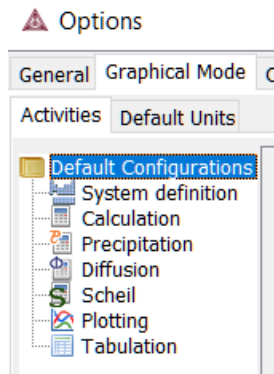 Options
General Graphical Mode
Activities Default Units
Default Configurations
System definition
Calculation
Precipitation
Diffusion
Scheil
Plotting
Tabulation